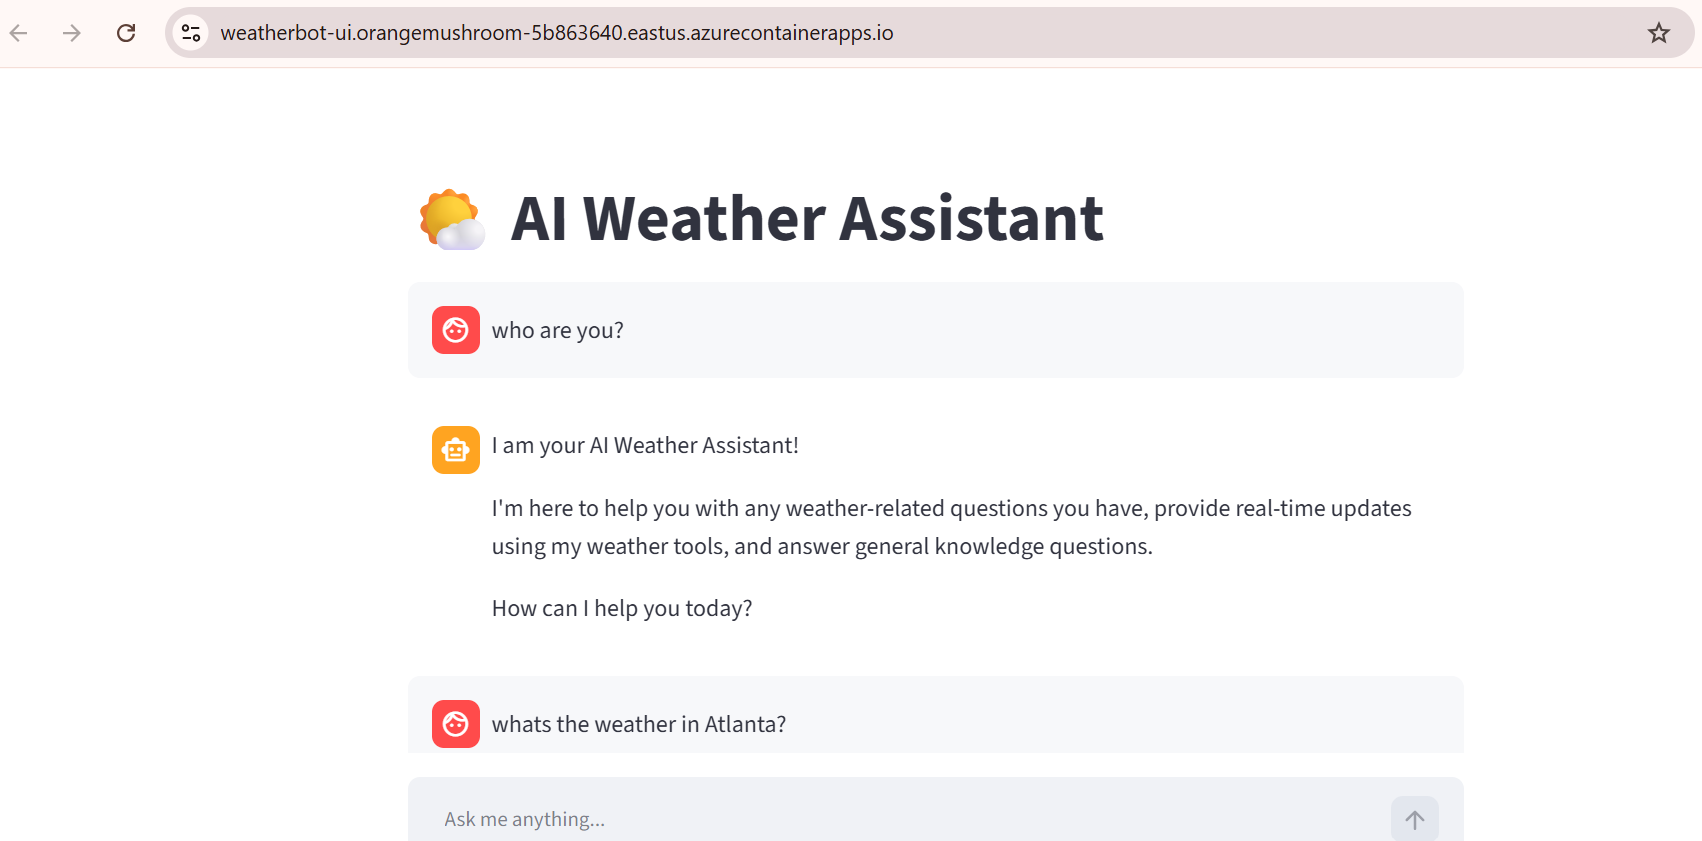 weatherbot-ui.orangemushroom-5b863640.eastus.azurecontainerapps.io
AI Weather Assistant
who are you?
I am your AI Weather Assistant!
I'm here to help you with any weather-related questions you have, provide real-time updates
using my weather tools, and answer general knowledge questions.
How can I help you today?
whats the weather in Atlanta?
Ask me anything...